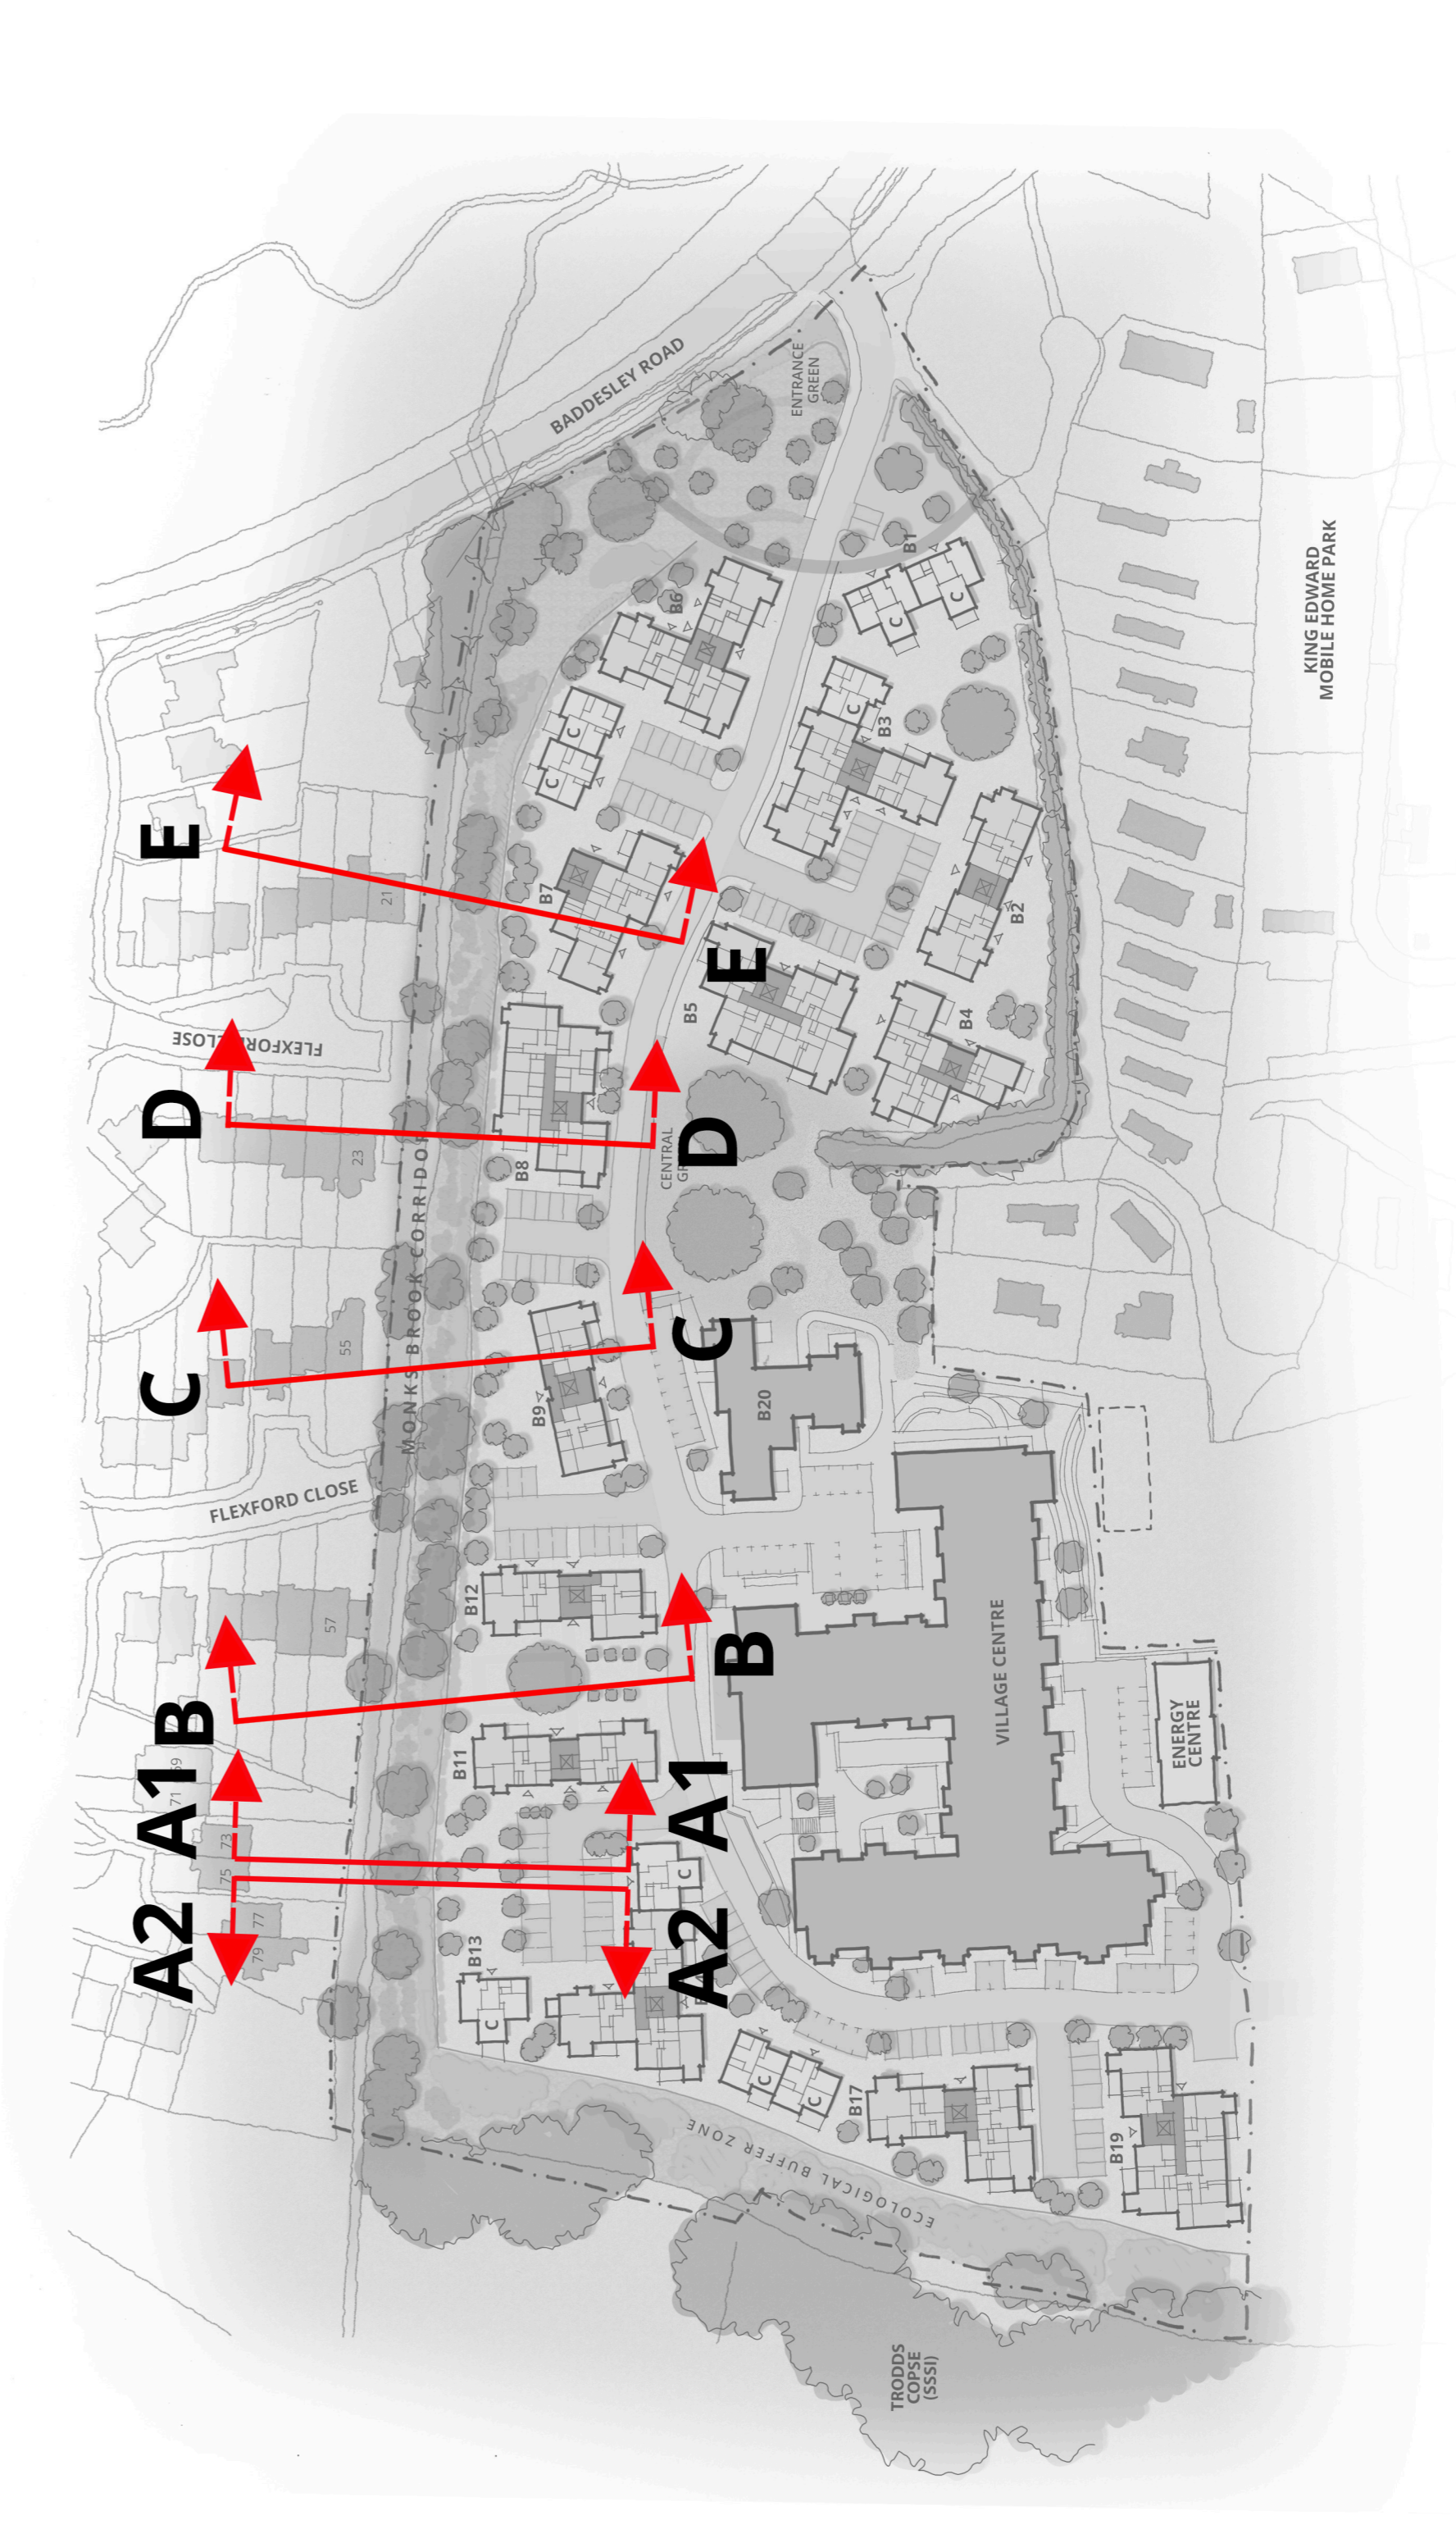 BADDESLEY ROAD
ENTRANCE
GREEN
B1
C
C
B6
KING EDWARD
MOBILE HOME PARK
C
C
C
B3
E
21
B7
B2
E
B5
B4
FLEXFORD CLOSE
D
23
B8
CENTRAL
D
MONKS BROOK CORRIDOR
C
55
C
B9
B20
FLEXFORD CLOSE
57
B12
B
B
VILLAGE CENTRE
ENERGY
CENTRE
69
71
A1
A1
B11
73
75
77
79
A2
A2
C
B13
C
C
C
B17
B19
ECOLOGICAL BUFFER ZONE
TRODDS
COPSE
(SSSI)